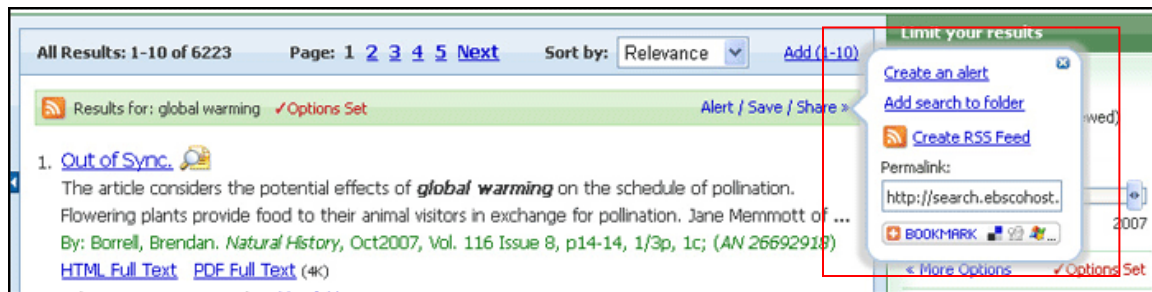 All Results: 1-10 of 6223 Page: 1 2 3 4 5 Next Sort by: Relevance Add (1-10)
Results for: global warming ✓Options Set Alert / Save / Share »
1. Out of Sync.
The article considers the potential effects of global warming on the schedule of pollination.
Flowering plants provide food to their animal visitors in exchange for pollination. Jane Memmott of ...
By: Borrell, Brendan. Natural History, Oct2007, Vol. 116 Issue 8, p14-14, 1/3p, 1c; (AN 26692918)
HTML Full Text PDF Full Text (4K)
Limit your results
Create an alert
Add search to folder
Create RSS Feed
Permalink:
http://search.ebscohost.
BOOKMARK ...
2007
« More Options ✓Options Set